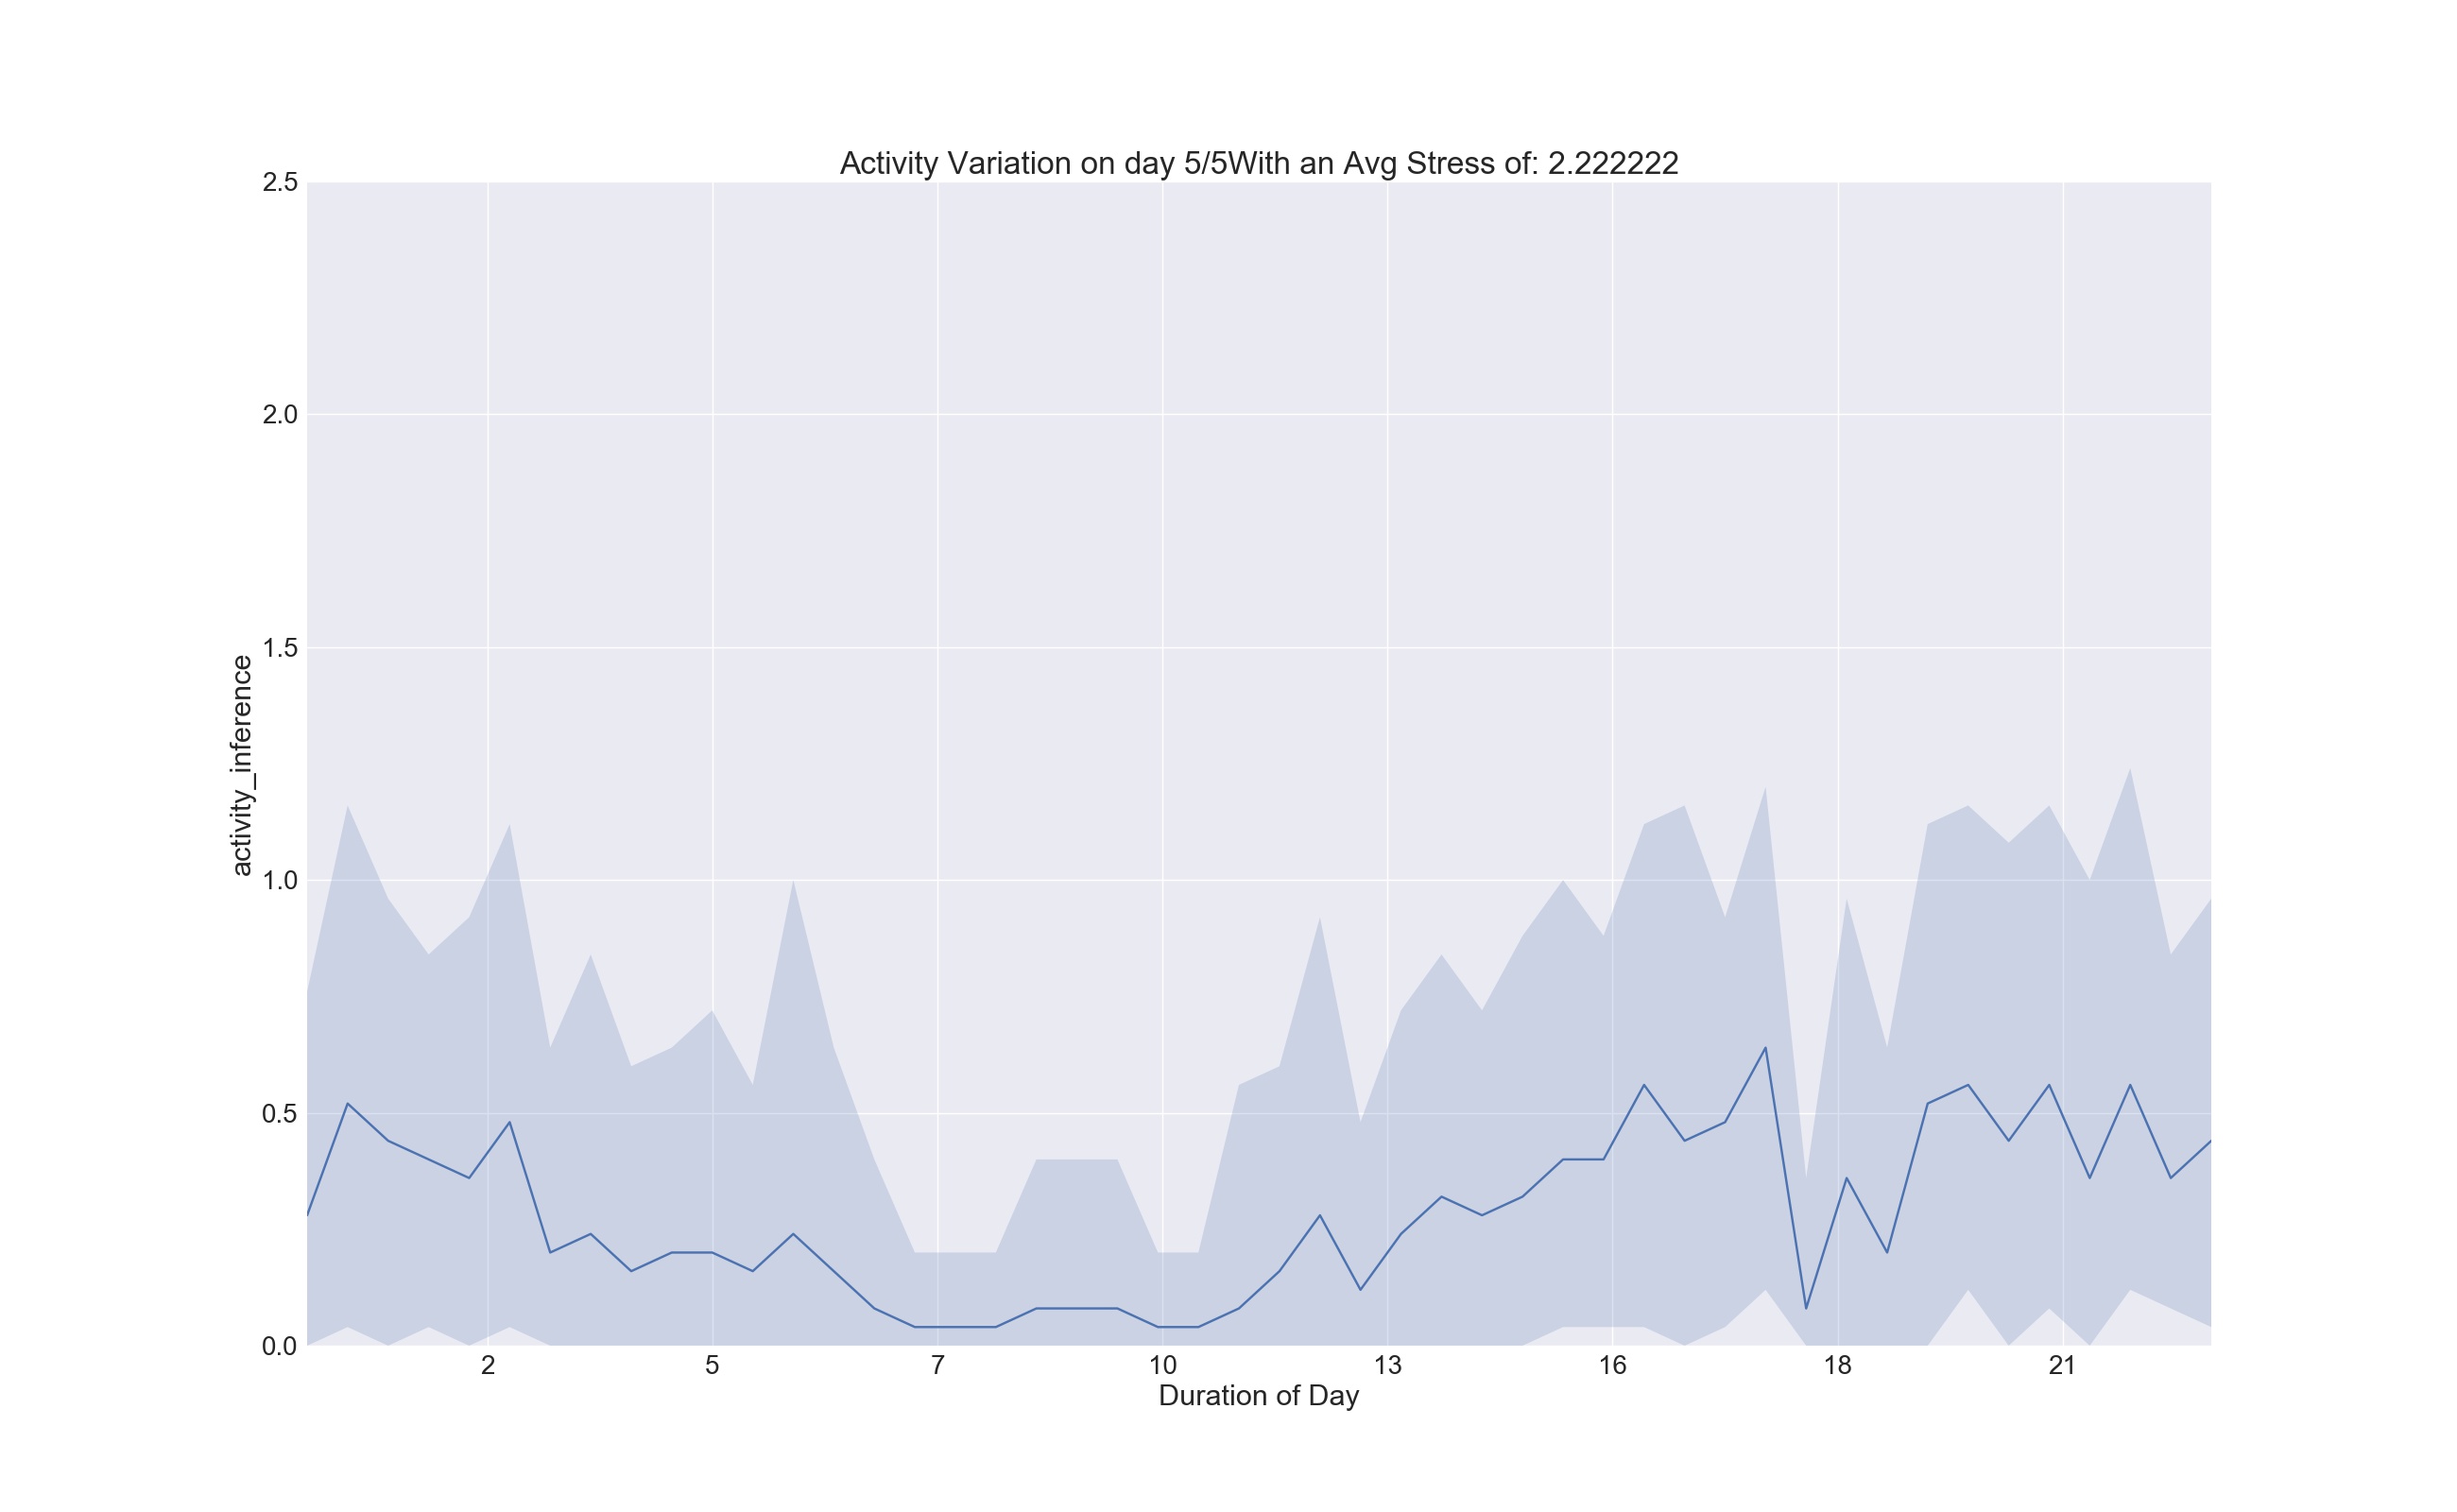 Activity Variation on day 5/5With an Avg Stress of: 2.222222
2.5
2.0
1.5
1.0
0.5
0.0
activity_inference
2 5 7 10 13 16 18 21
Duration of Day